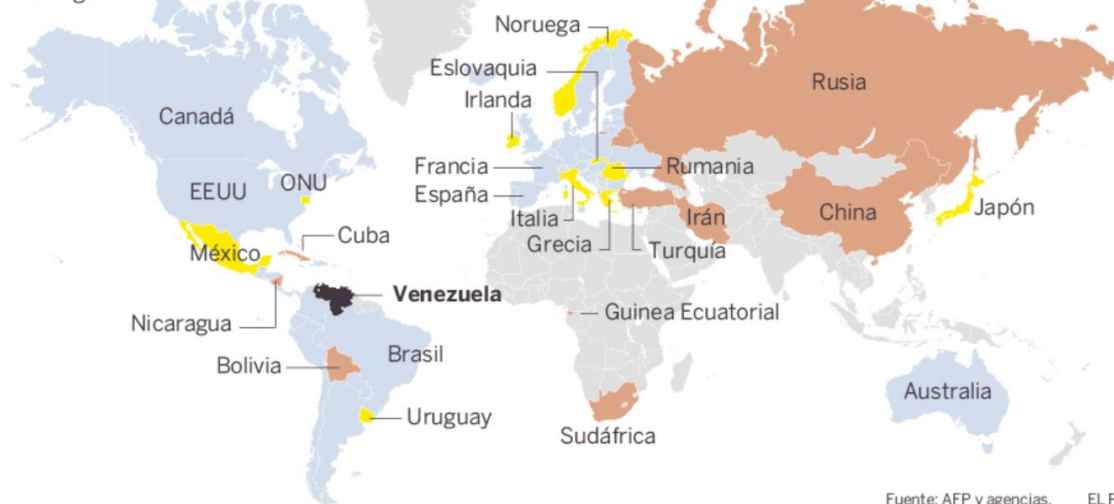 Noruega
Eslovaquia
Irlanda
Rusia
Canadá
Francia
Rumania
EEUU
ONU
España
Italia
Irán
China
Japón
Grecia
Turquía
México
Cuba
Venezuela
Nicaragua
Guinea Ecuatorial
Bolivia
Brasil
Australia
Uruguay
Sudáfrica
Fuente: AFP y agencias.